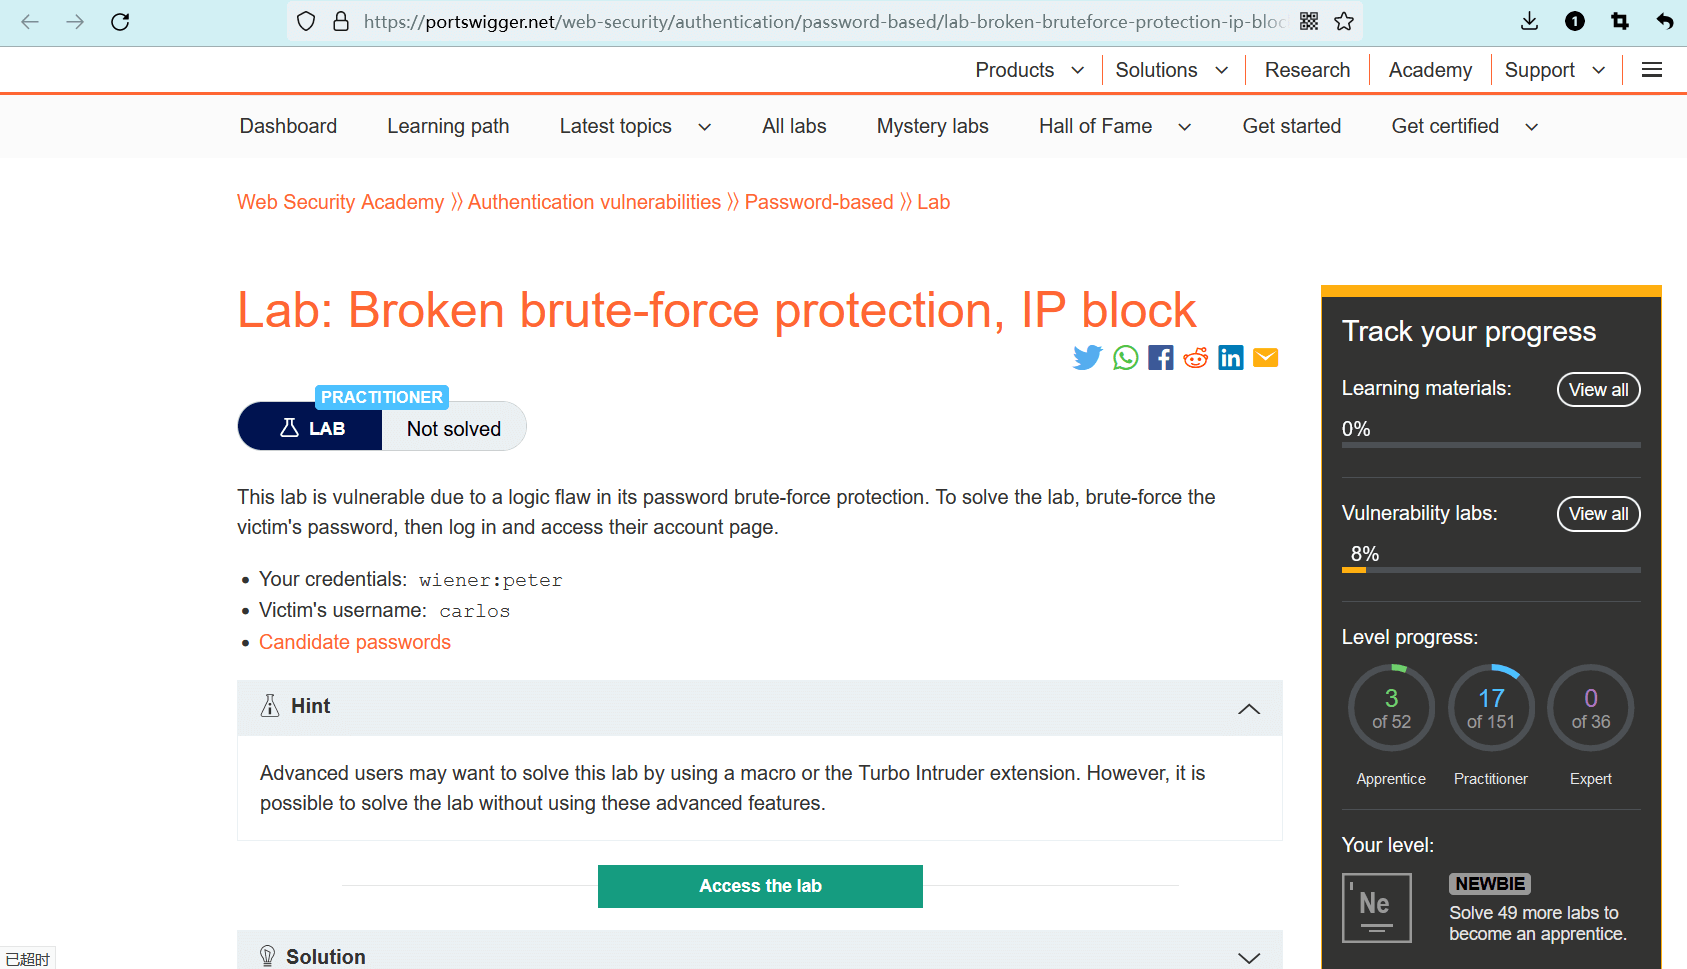 https://portswigger.net/web-security/authentication/password-based/lab-broken-bruteforce-protection-ip-bloc
1
Products
Solutions
Research
Academy
Support
Dashboard
Learning path
Latest topics
All labs
Mystery labs
Hall of Fame
Get started
Get certified
Web Security Academy ⟩⟩ Authentication vulnerabilities ⟩⟩ Password-based ⟩⟩ Lab
Lab: Broken brute-force protection, IP block
PRACTITIONER
LAB
Not solved
This lab is vulnerable due to a logic flaw in its password brute-force protection. To solve the lab, brute-force the
victim's password, then log in and access their account page.
• Your credentials: wiener:peter
• Victim's username: carlos
• Candidate passwords
Hint
Advanced users may want to solve this lab by using a macro or the Turbo Intruder extension. However, it is
possible to solve the lab without using these advanced features.
Access the lab
Solution
Track your progress
Learning materials:
View all
0%
Vulnerability labs:
View all
8%
Level progress:
3
of 52
17
of 151
0
of 36
Apprentice
Practitioner
Expert
Your level:
Ne
NEWBIE
Solve 49 more labs to
become an apprentice.
已超时